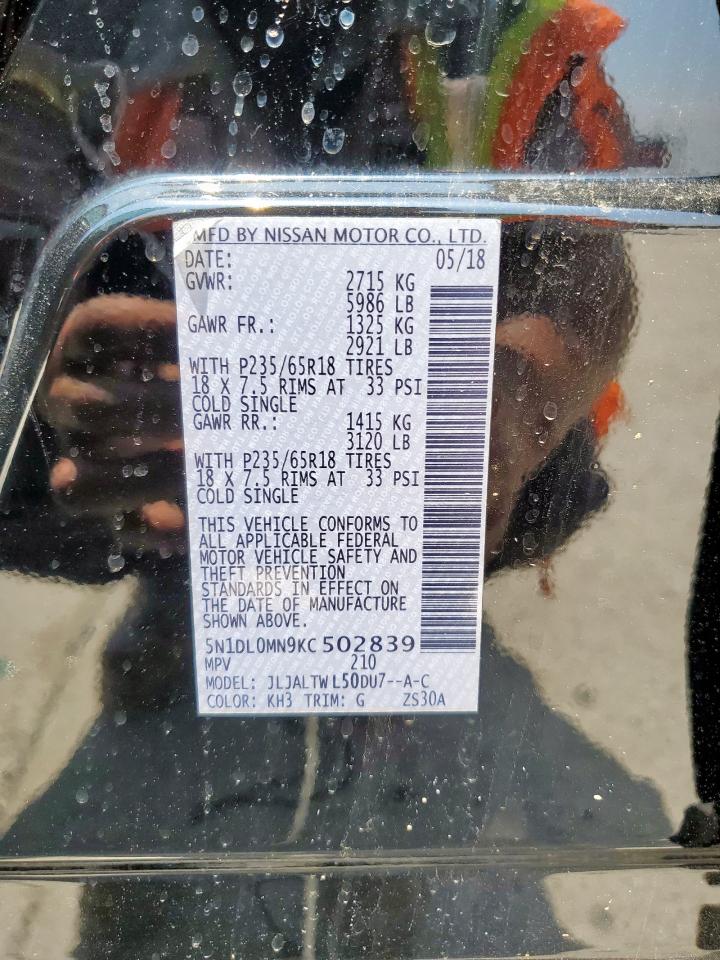 MFD BY NISSAN MOTOR CO., LTD.
DATE: 05/18
GVWR: 2715 KG
5986 LB
GAWR FR.: 1325 KG
2921 LB
WITH P235/65R18 TIRES
18 X 7.5 RIMS AT 33 PSI
COLD SINGLE
GAWR RR.: 1415 KG
3120 LB
WITH P235/65R18 TIRES
18 X 7.5 RIMS AT 33 PSI
COLD SINGLE
THIS VEHICLE CONFORMS TO
ALL APPLICABLE FEDERAL
MOTOR VEHICLE SAFETY AND
THEFT PREVENTION
STANDARDS IN EFFECT ON
THE DATE OF MANUFACTURE
SHOWN ABOVE.
5N1DL0MN9KC502839
MPV 210
MODEL: JLJALTWL50DU7--A-C
COLOR: KH3 TRIM: G ZS30A